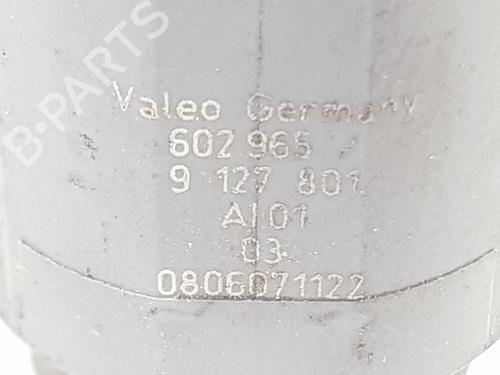 B-PARTS
Valeo Germany
602 965
9 127 801
AI01
03
0806071122